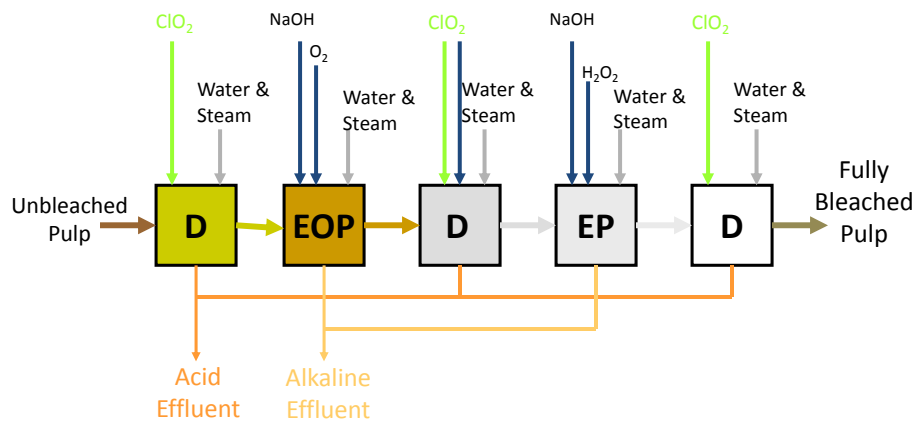 ClO₂
NaOH
ClO₂
NaOH
ClO₂
O₂
H₂O₂
Water &
Steam
Water &
Steam
Water &
Steam
Water &
Steam
Water &
Steam
Unbleached
Pulp
D
EOP
D
EP
D
Fully
Bleached
Pulp
Acid
Effluent
Alkaline
Effluent